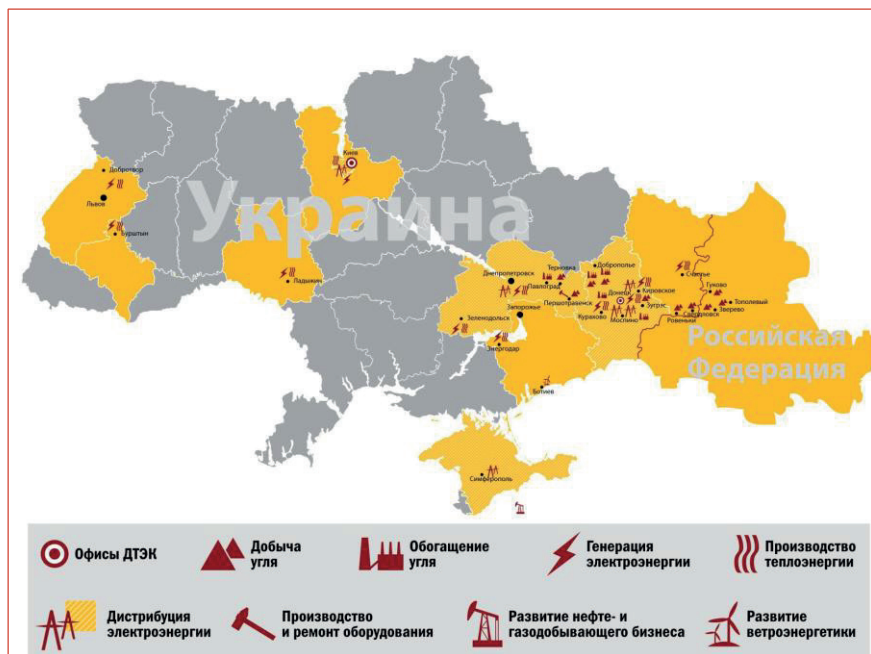 Добротвор
Львов
Бурштын
Киев
Украина
Ладыжин
Днепропетровск
Терновка
Павлоград
Першотравенск
Запорожье
Зеленодольск
Энергодар
Доброполье
Донецк
Кировское
Зугрэс
Курахово
Моспино
Счастье
Гуково
Тополевый
Зверево
Свердловск
Ровеньки
Российская
Федерация
Ботиев
Симферополь
Офисы ДТЭК
Добыча
угля
Обогащение
угля
Генерация
электроэнергии
Производство
теплоэнергии
Дистрибуция
электроэнергии
Производство
и ремонт оборудования
Развитие нефте- и
газодобывающего бизнеса
Развитие
ветроэнергетики